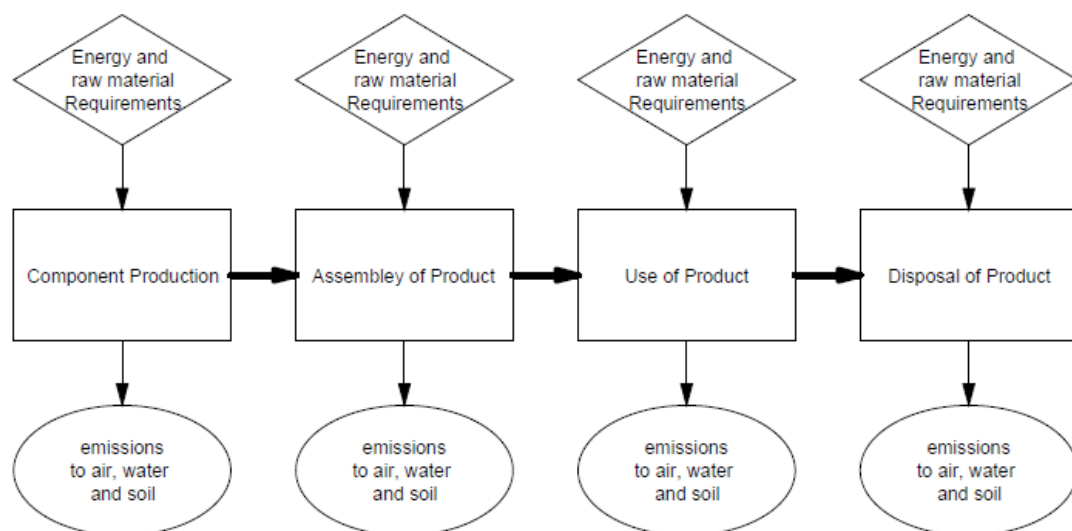 Energy and
raw material
Requirements
Energy and
raw material
Requirements
Energy and
raw material
Requirements
Energy and
raw material
Requirements
Component Production
Assembley of Product
Use of Product
Disposal of Product
emissions
to air, water
and soil
emissions
to air, water
and soil
emissions
to air, water
and soil
emissions
to air, water
and soil